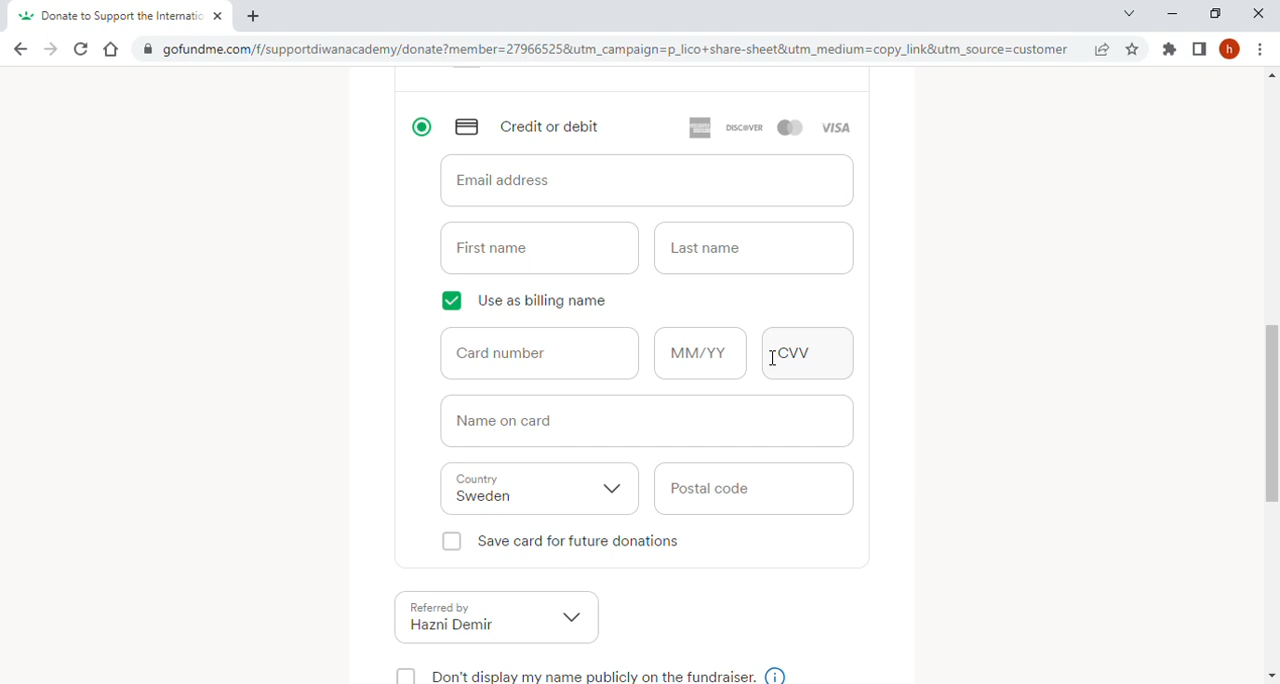 Donate to Support the Internatio
gofundme.com/f/supportdiwanacademy/donate?member=27966525&utm_campaign=p_lico+share-sheet&utm_medium=copy_link&utm_source=customer
h
Credit or debit
DISCOVER
VISA
Email address
First name
Last name
Use as billing name
Card number
MM/YY
CVV
Name on card
Country
Sweden
Postal code
Save card for future donations
Referred by
Hazni Demir
Don't display my name publicly on the fundraiser.